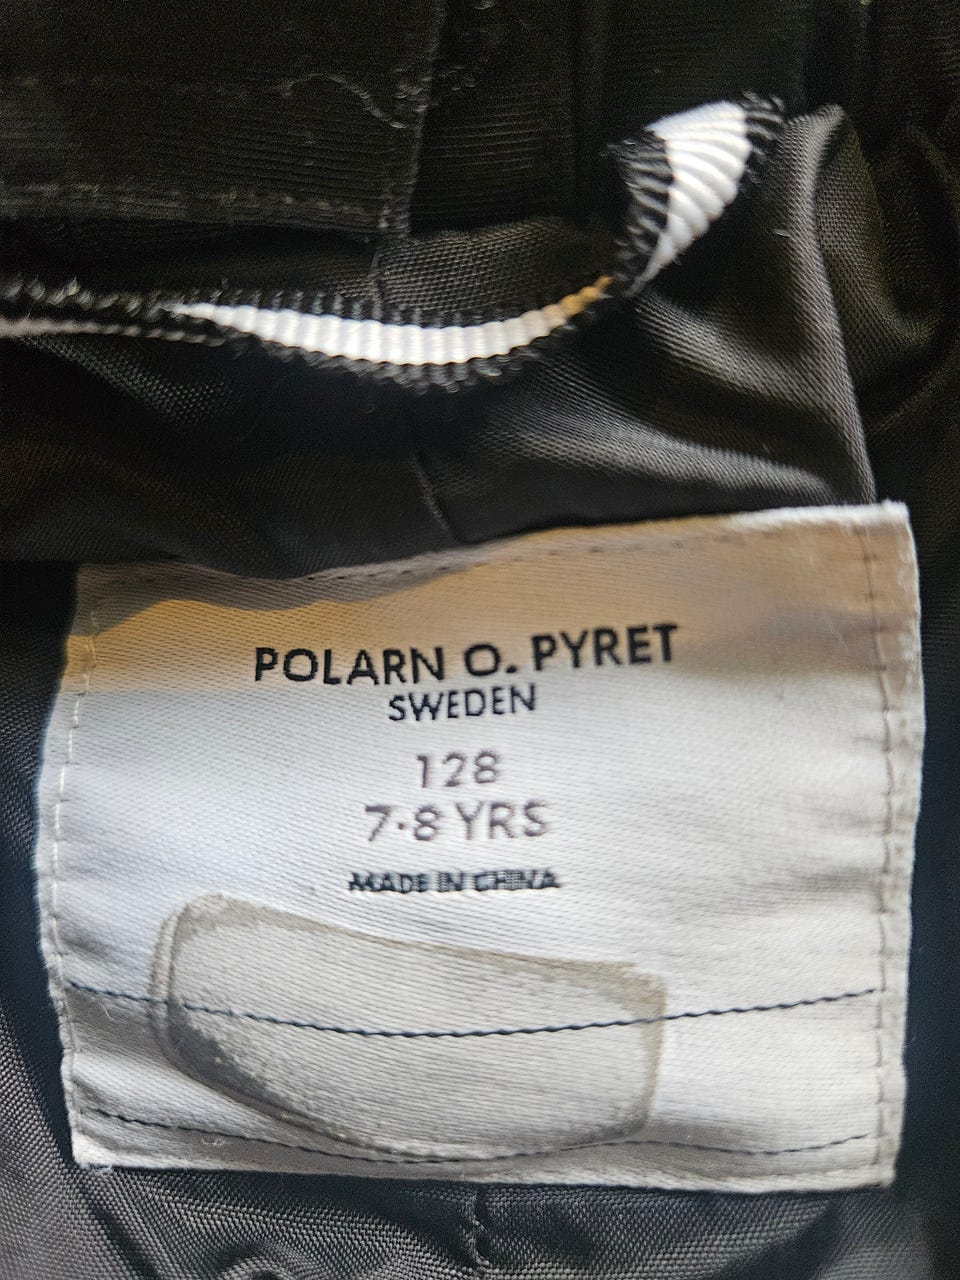 POLARN O. PYRET
SWEDEN
128
7-8 YRS
MADE IN CHINA